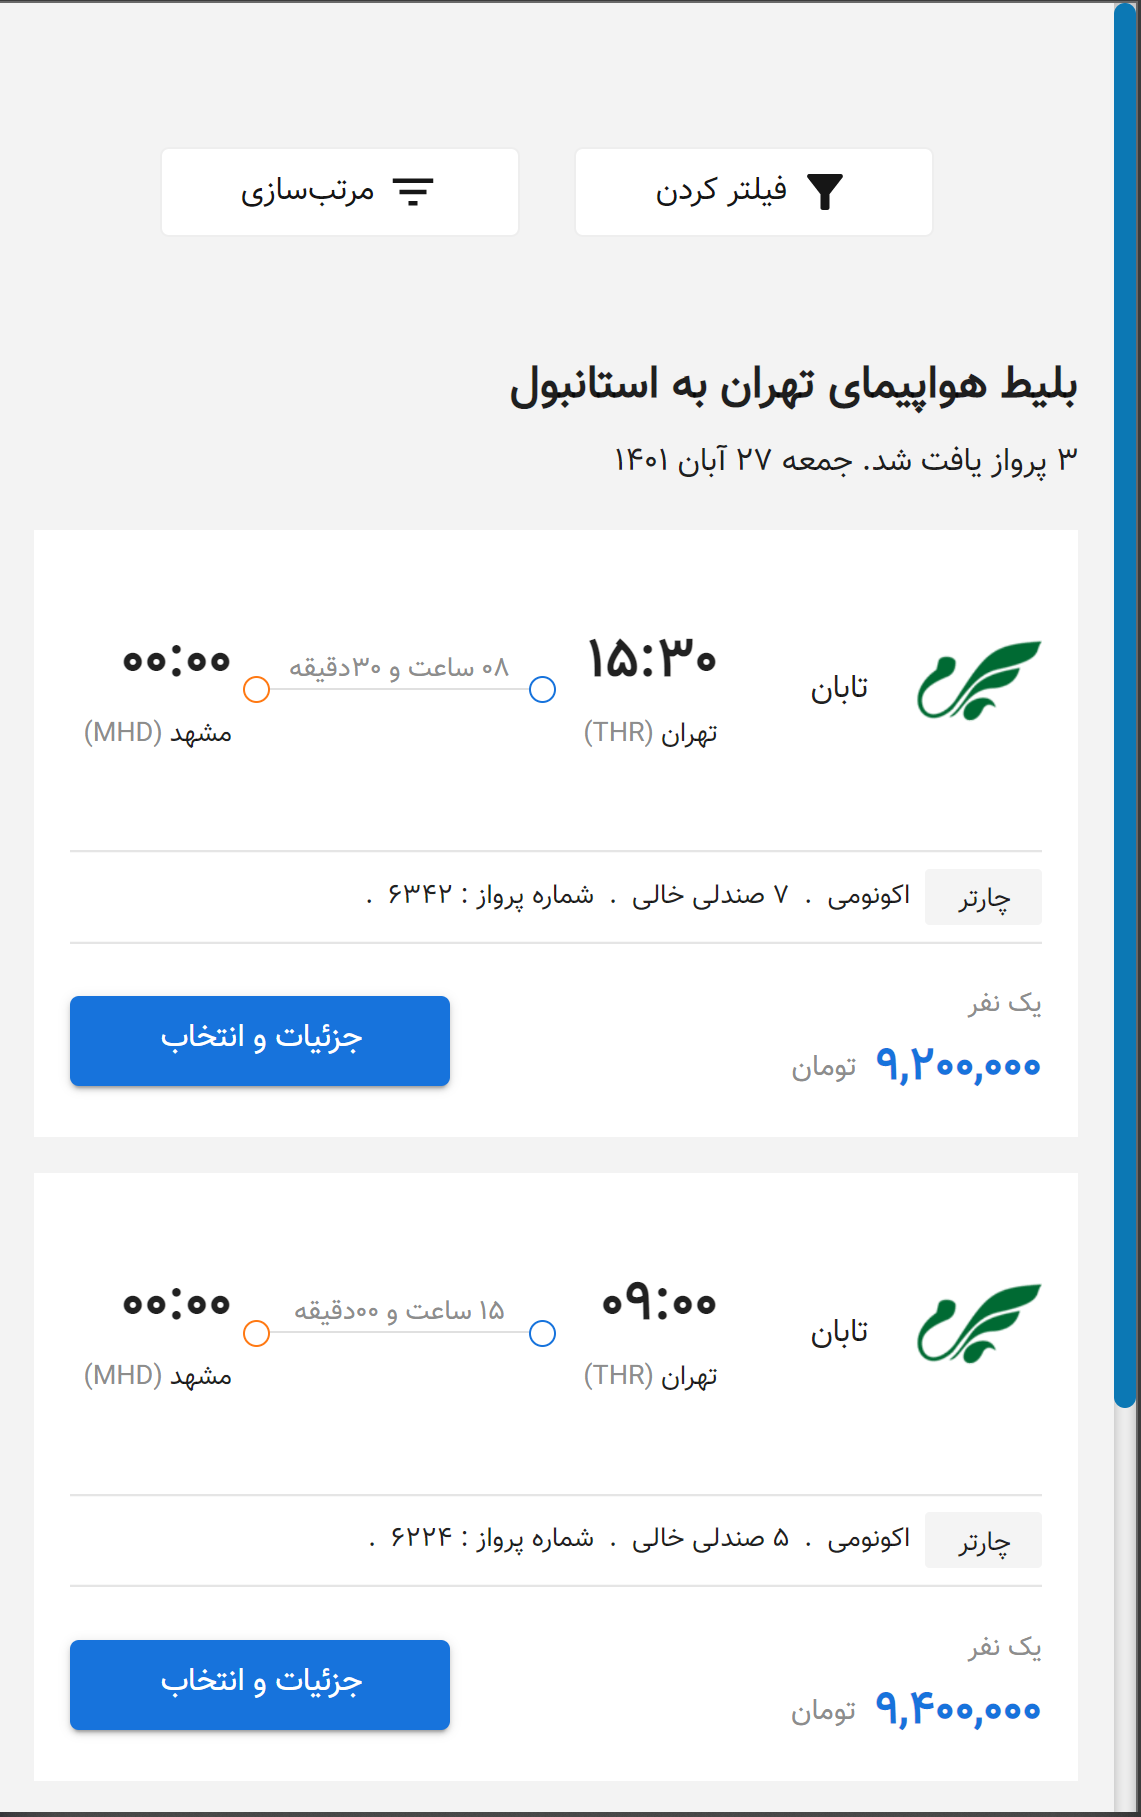 فیلتر کردن
مرتب‌سازی
بلیط هواپیمای تهران به استانبول
۳ پرواز یافت شد. جمعه ۲۷ آبان ۱۴۰۱
تابان
۱۵:۳۰
۰۸ ساعت و ۳۰دقیقه
۰۰:۰۰
تهران (THR)
مشهد (MHD)
چارتر
اکونومی . ۷ صندلی خالی . شماره پرواز : ۶۳۴۲ .
یک نفر
۹,۲۰۰,۰۰۰ تومان
جزئیات و انتخاب
تابان
۰۹:۰۰
۱۵ ساعت و ۰۰دقیقه
۰۰:۰۰
تهران (THR)
مشهد (MHD)
چارتر
اکونومی . ۵ صندلی خالی . شماره پرواز : ۶۲۲۴ .
یک نفر
۹,۴۰۰,۰۰۰ تومان
جزئیات و انتخاب